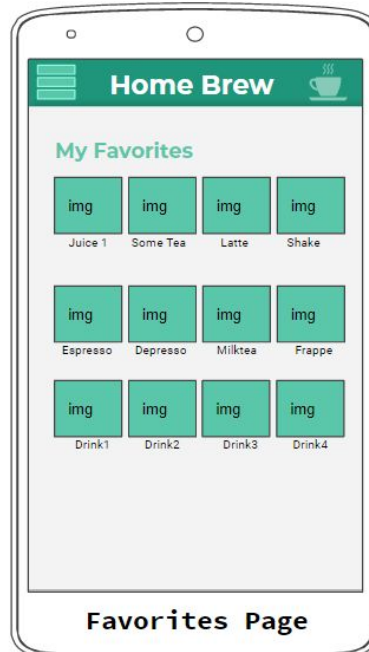 Home Brew
My Favorites
img img img img
Juice 1 Some Tea Latte Shake
img img img img
Espresso Depresso Milktea Frappe
img img img img
Drink1 Drink2 Drink3 Drink4
Favorites Page